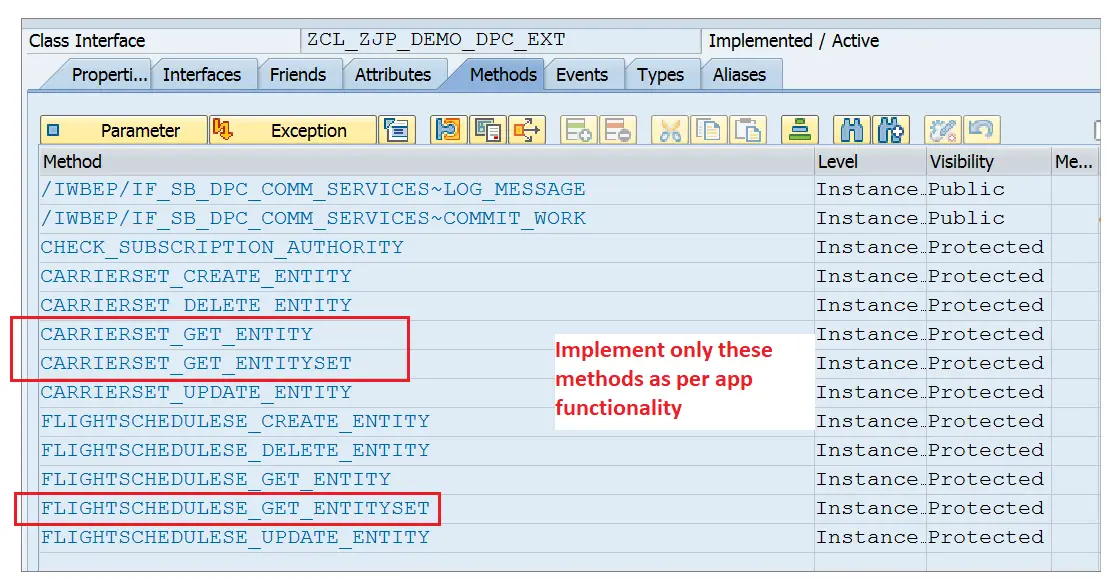 Class Interface ZCL_ZJP_DEMO_DPC_EXT Implemented / Active
Properti... Interfaces Friends Attributes Methods Events Types Aliases
Parameter Exception
Method Level Visibility Me...
/IWBEP/IF_SB_DPC_COMM_SERVICES~LOG_MESSAGE Instance… Public
/IWBEP/IF_SB_DPC_COMM_SERVICES~COMMIT_WORK Instance… Public
CHECK_SUBSCRIPTION_AUTHORITY Instance… Protected
CARRIERSET_CREATE_ENTITY Instance… Protected
CARRIERSET_DELETE_ENTITY Instance… Protected
CARRIERSET_GET_ENTITY Instance… Protected
CARRIERSET_GET_ENTITYSET Instance… Protected
CARRIERSET_UPDATE_ENTITY Instance… Protected
FLIGHTSCHEDULESE_CREATE_ENTITY Instance… Protected
FLIGHTSCHEDULESE_DELETE_ENTITY Instance… Protected
FLIGHTSCHEDULESE_GET_ENTITY Instance… Protected
FLIGHTSCHEDULESE_GET_ENTITYSET Instance… Protected
FLIGHTSCHEDULESE_UPDATE_ENTITY Instance… Protected
Implement only these
methods as per app
functionality